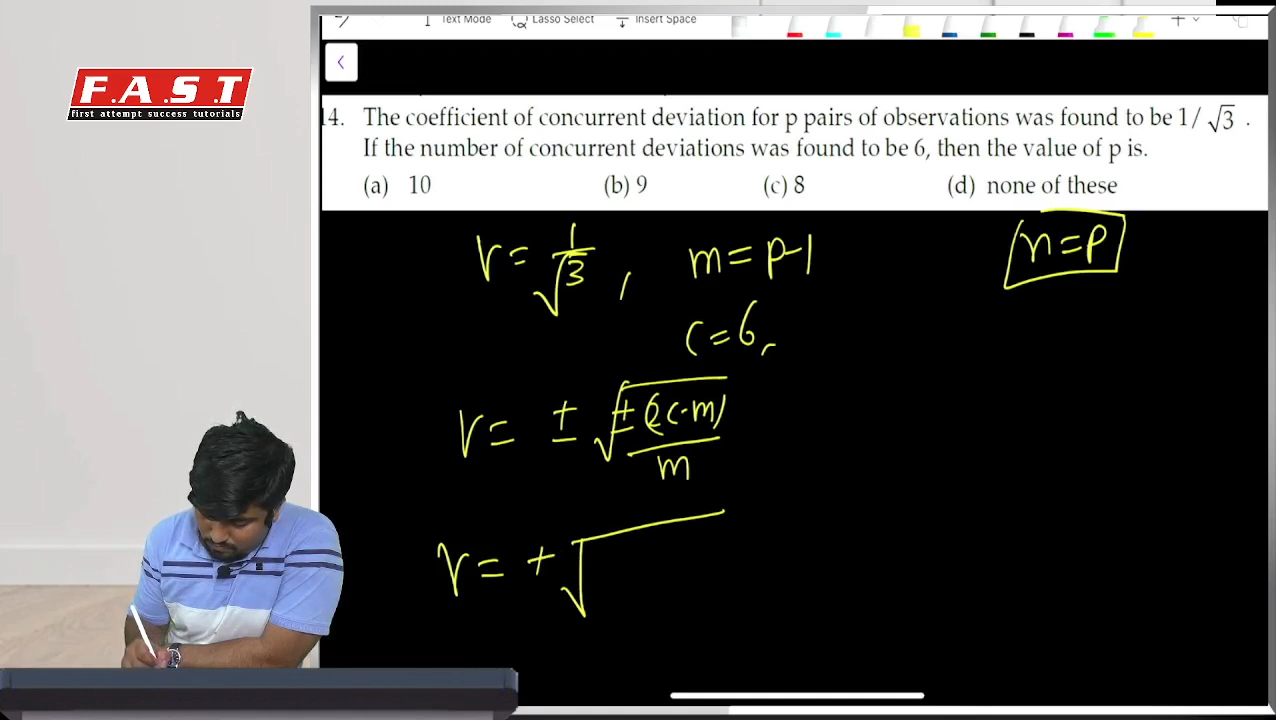 Text Mode
Lasso Select
Insert Space
F.A.S.T
first attempt success tutorials
14. The coefficient of concurrent deviation for p pairs of observations was found to be 1/ √3 .
If the number of concurrent deviations was found to be 6, then the value of p is.
(a) 10 (b) 9 (c) 8 (d) none of these
r = 1/√3 , m = p-1
n = p
c = 6,
r = ± √(± (2c-m)/m)
r = + √